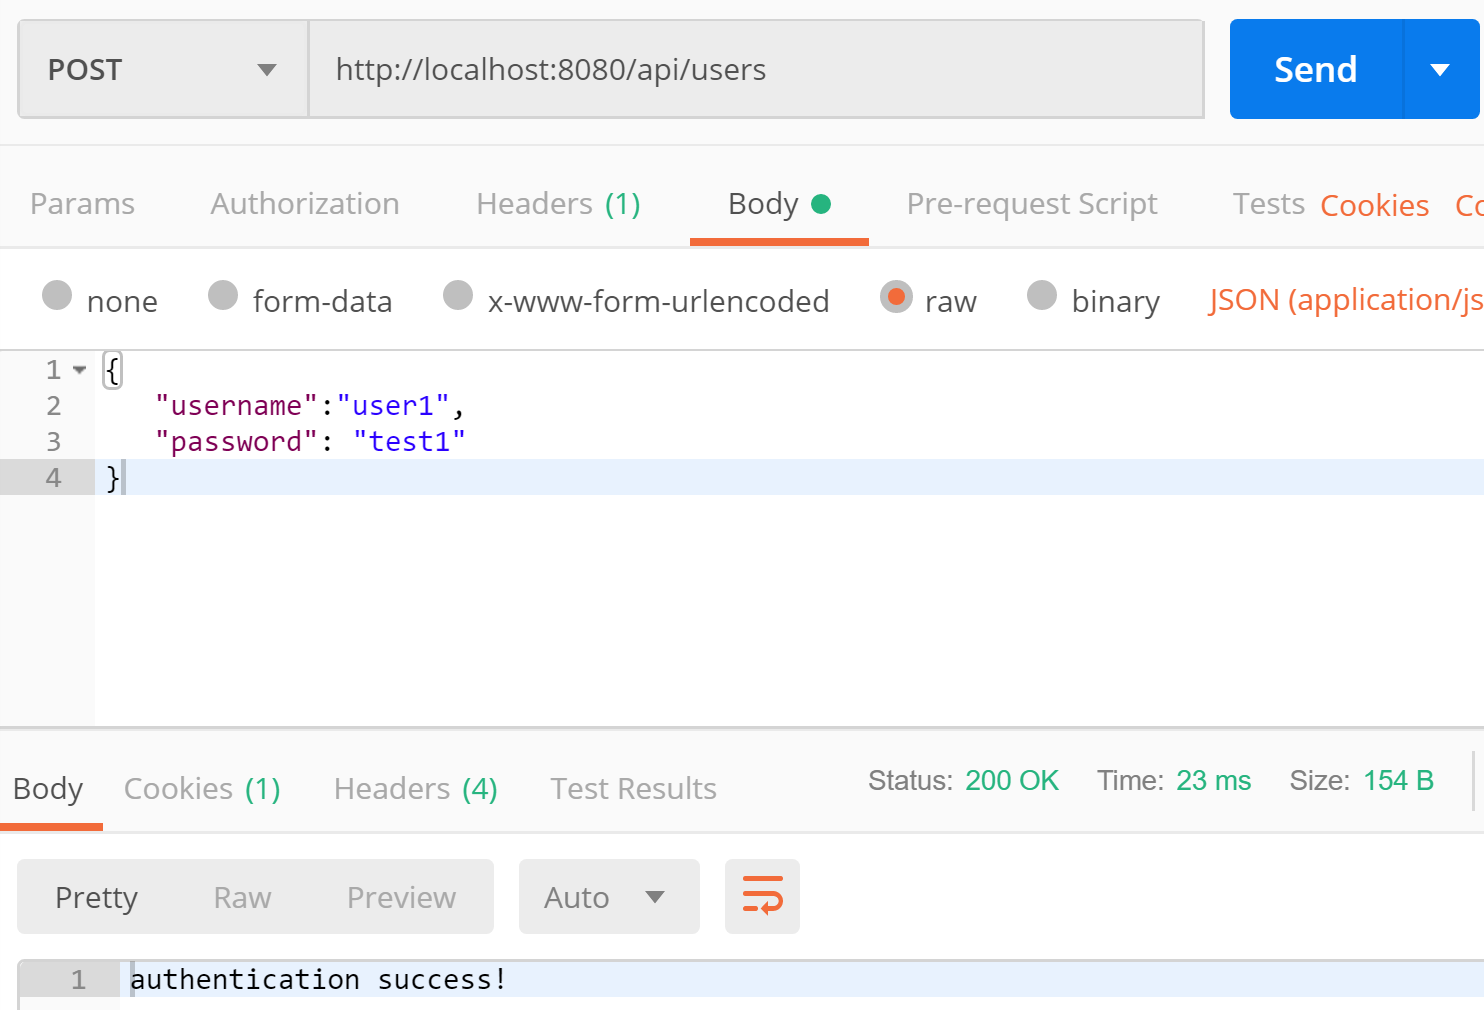 POST http://localhost:8080/api/users Send
Params Authorization Headers (1) Body Pre-request Script Tests Cookies Co
none form-data x-www-form-urlencoded raw binary JSON (application/js
1 {
2 "username":"user1",
3 "password": "test1"
4 }
Body Cookies (1) Headers (4) Test Results Status: 200 OK Time: 23 ms Size: 154 B
Pretty Raw Preview Auto
1 authentication success!